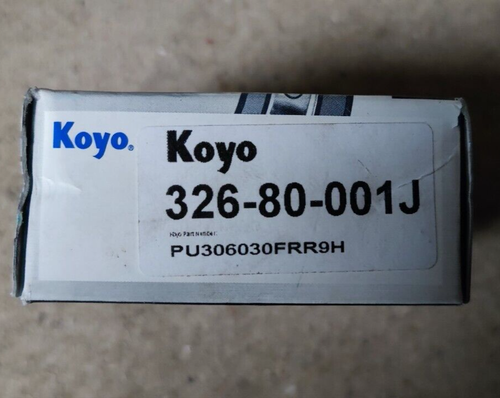 Koyo.
Koyo
326-80-001J
Koyo Part Number:
PU306030FRR9H